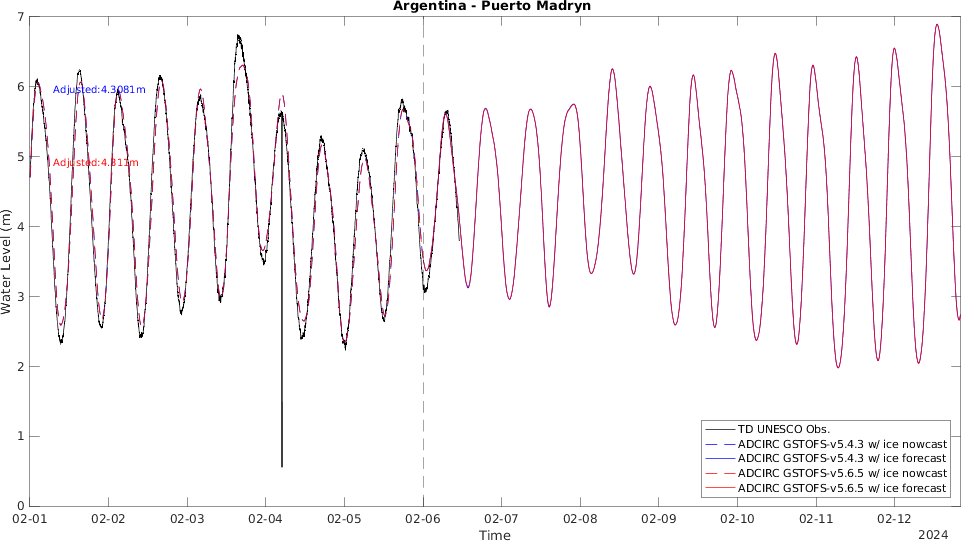 Argentina - Puerto Madryn
7
6
5
4
3
2
1
0
Water Level (m)
Adjusted:4.3081m
Adjusted:4.311m
TD UNESCO Obs.
ADCIRC GSTOFS-v5.4.3 w/ ice nowcast
ADCIRC GSTOFS-v5.4.3 w/ ice forecast
ADCIRC GSTOFS-v5.6.5 w/ ice nowcast
ADCIRC GSTOFS-v5.6.5 w/ ice forecast
02-01 02-02 02-03 02-04 02-05 02-06 02-07 02-08 02-09 02-10 02-11 02-12
Time
2024